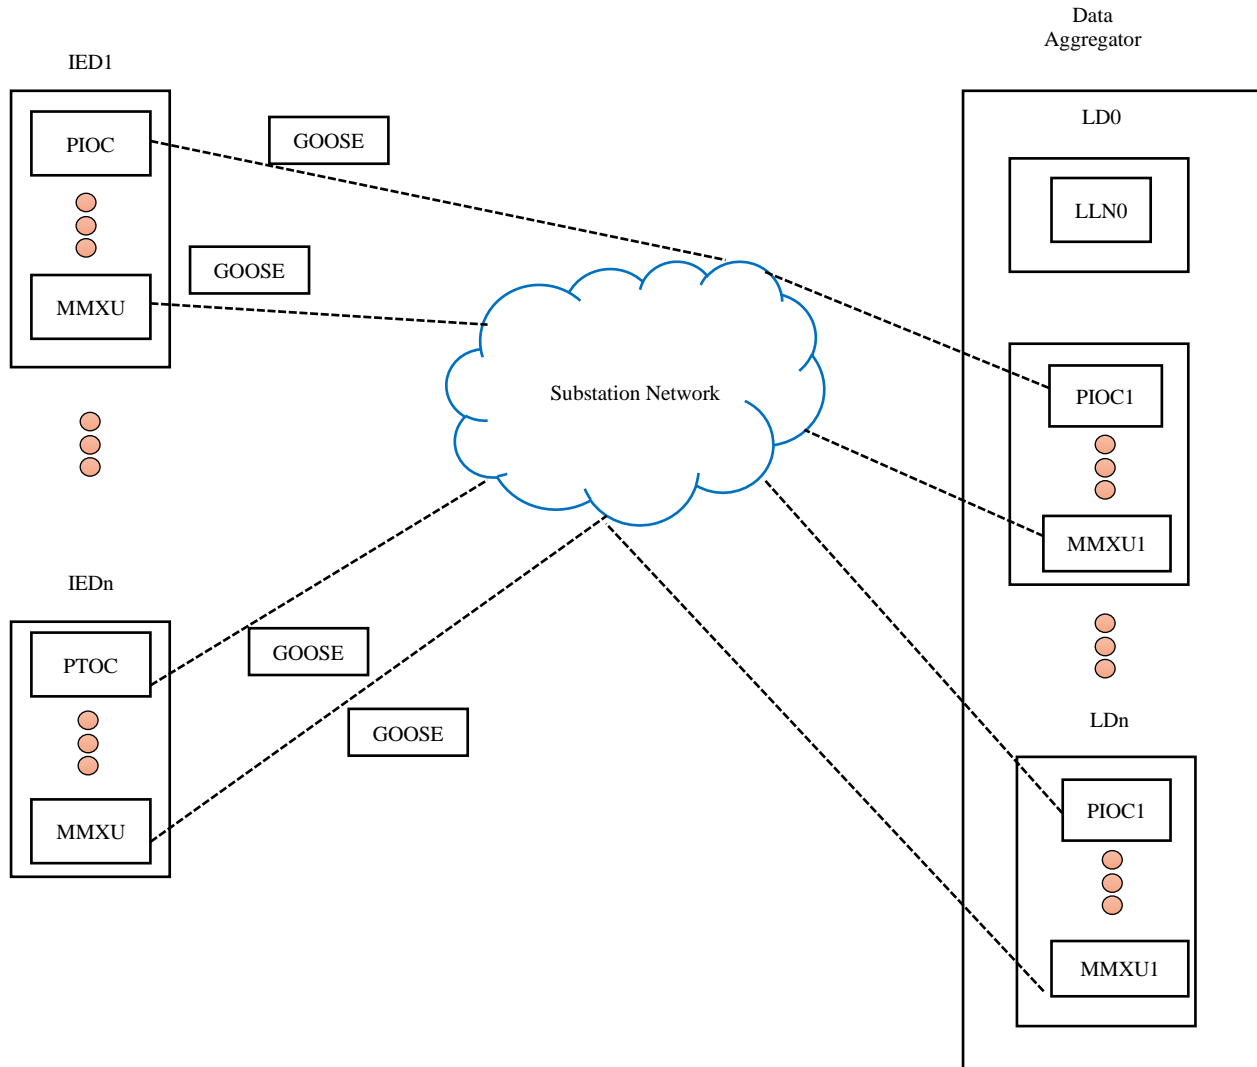 Data
Aggregator
IED1
LD0
PIOC
GOOSE
LLN0
GOOSE
MMXU
Substation Network
PIOC1
MMXU1
IEDn
PTOC
GOOSE
GOOSE
LDn
MMXU
PIOC1
MMXU1